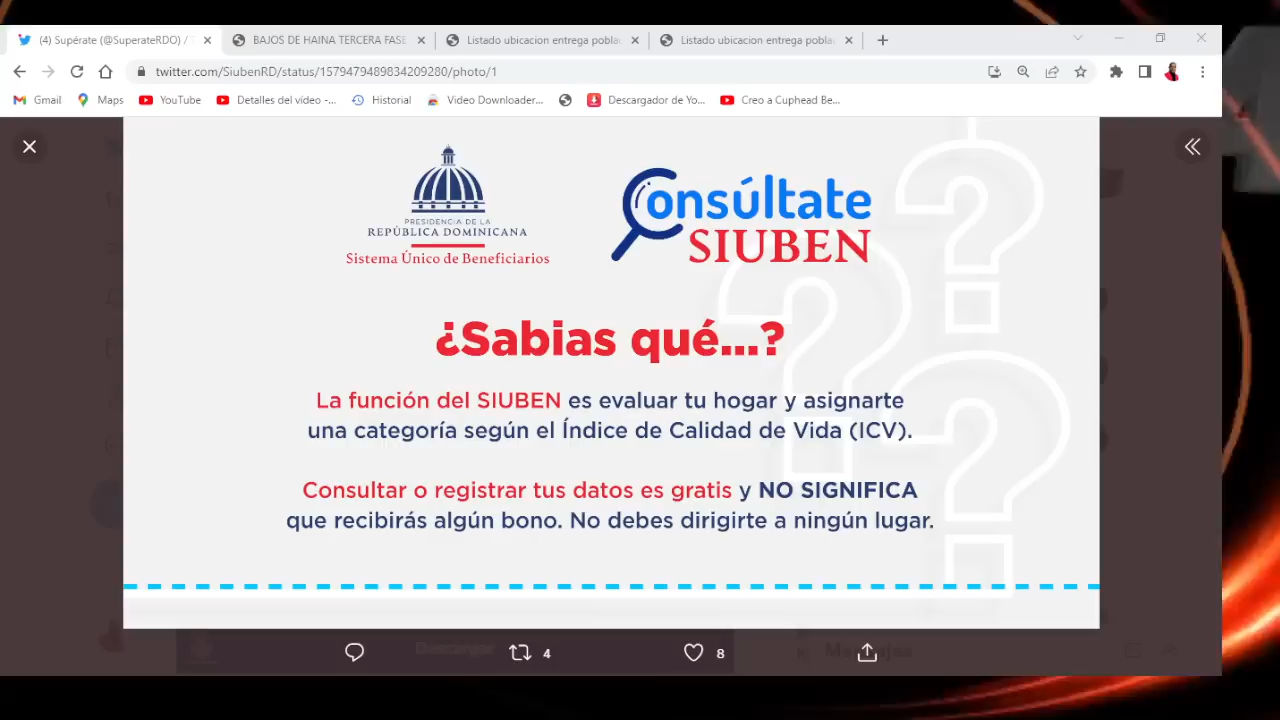 (4) Supérate (@SuperateRDO) /
BAJOS DE HAINA TERCERA FASE
Listado ubicacion entrega pobla
Listado ubicacion entrega pobla
twitter.com/SiubenRD/status/1579479489834209280/photo/1
Gmail
Maps
YouTube
Detalles del vídeo -...
Historial
Video Downloader...
Descargador de Yo...
Creo a Cuphead Be...
PRESIDENCIA DE LA
REPÚBLICA DOMINICANA
Sistema Único de Beneficiarios
Consúltate
SIUBEN
¿Sabias qué...?
La función del SIUBEN es evaluar tu hogar y asignarte
una categoría según el Índice de Calidad de Vida (ICV).
Consultar o registrar tus datos es gratis y NO SIGNIFICA
que recibirás algún bono. No debes dirigirte a ningún lugar.
Descargar
4
8
Mensajes